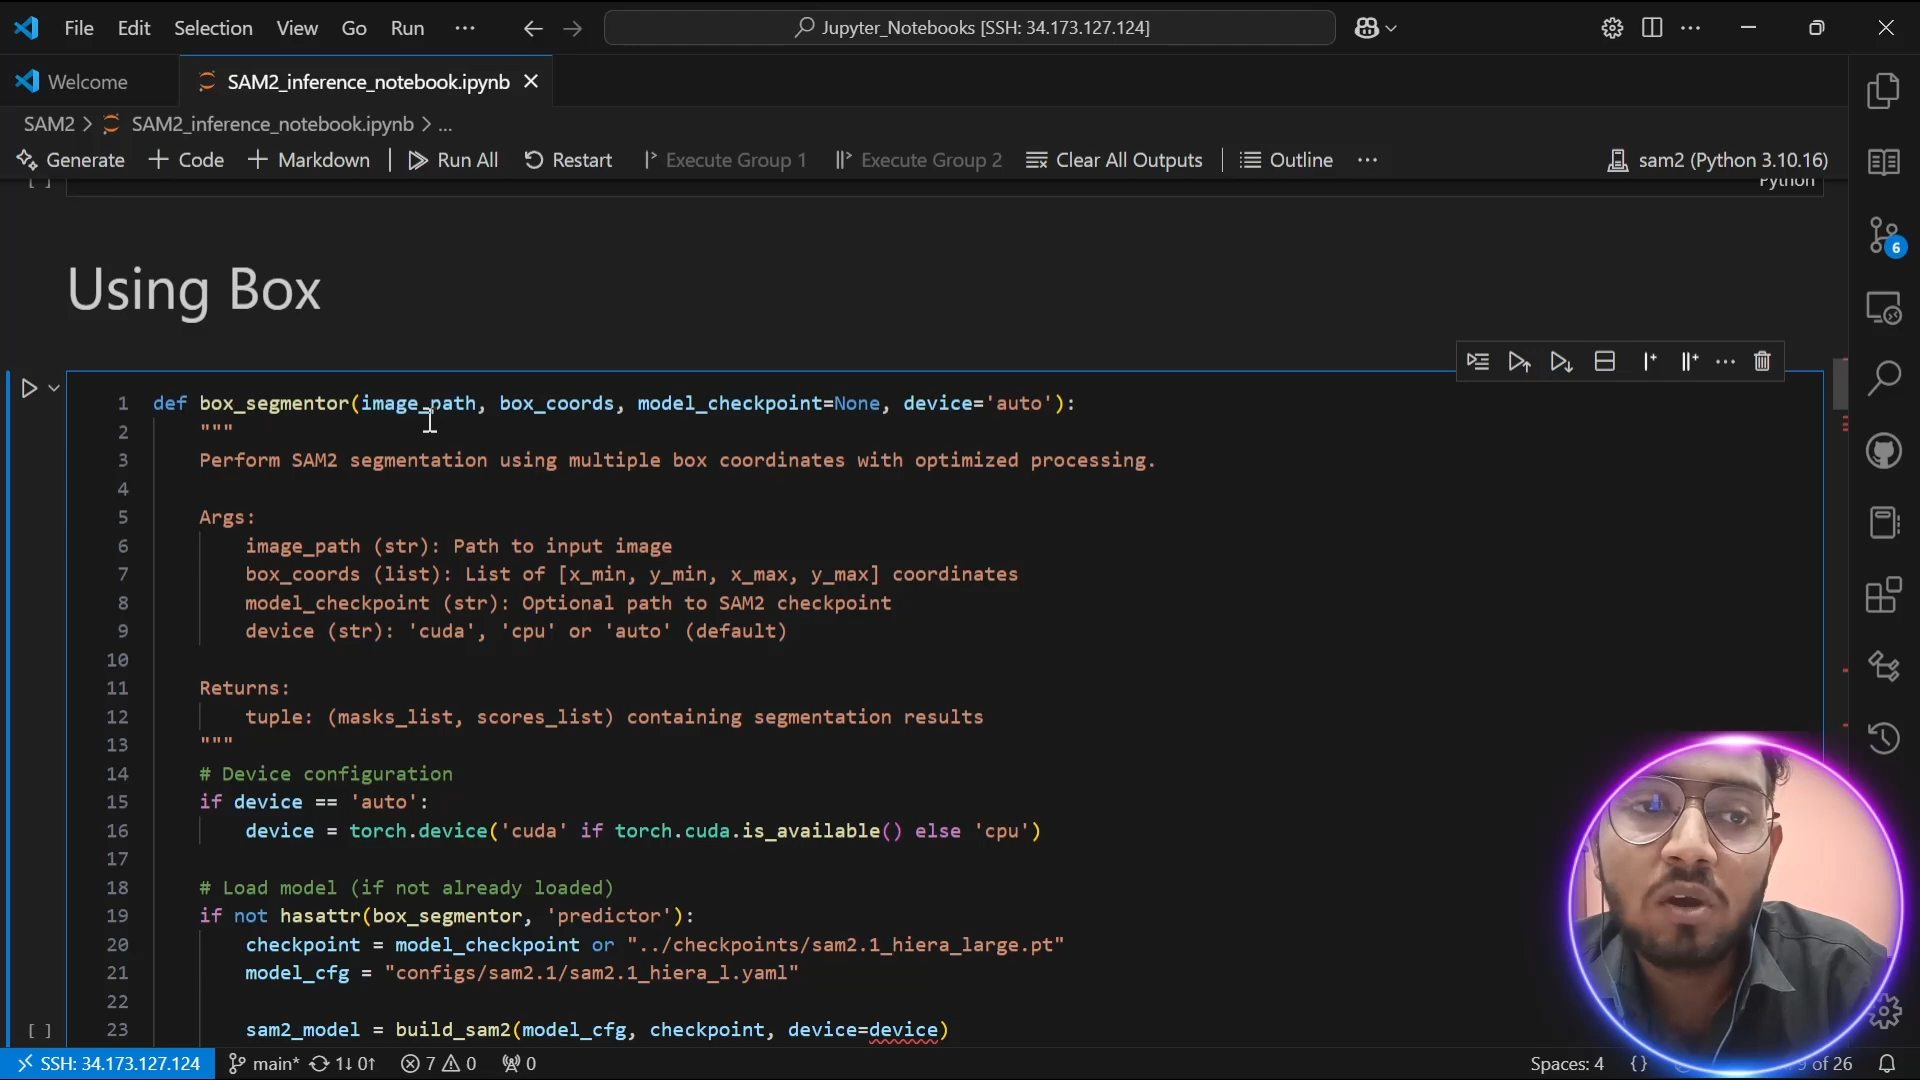 File Edit Selection View Go Run ... Jupyter_Notebooks [SSH: 34.173.127.124]
Welcome SAM2_inference_notebook.ipynb
SAM2 > SAM2_inference_notebook.ipynb > ...
Generate + Code + Markdown Run All Restart Execute Group 1 Execute Group 2 Clear All Outputs Outline ... sam2 (Python 3.10.16)
[ ] Python
Using Box
1 def box_segmentor(image_path, box_coords, model_checkpoint=None, device='auto'):
2 """
3 Perform SAM2 segmentation using multiple box coordinates with optimized processing.
4
5 Args:
6 image_path (str): Path to input image
7 box_coords (list): List of [x_min, y_min, x_max, y_max] coordinates
8 model_checkpoint (str): Optional path to SAM2 checkpoint
9 device (str): 'cuda', 'cpu' or 'auto' (default)
10
11 Returns:
12 tuple: (masks_list, scores_list) containing segmentation results
13 """
14 # Device configuration
15 if device == 'auto':
16 device = torch.device('cuda' if torch.cuda.is_available() else 'cpu')
17
18 # Load model (if not already loaded)
19 if not hasattr(box_segmentor, 'predictor'):
20 checkpoint = model_checkpoint or "../checkpoints/sam2.1_hiera_large.pt"
21 model_cfg = "configs/sam2.1/sam2.1_hiera_l.yaml"
22
[ ] 23 sam2_model = build_sam2(model_cfg, checkpoint, device=device)
6
SSH: 34.173.127.124 main* 1↓ 0↑ 7 0 0 Spaces: 4 {} of 26